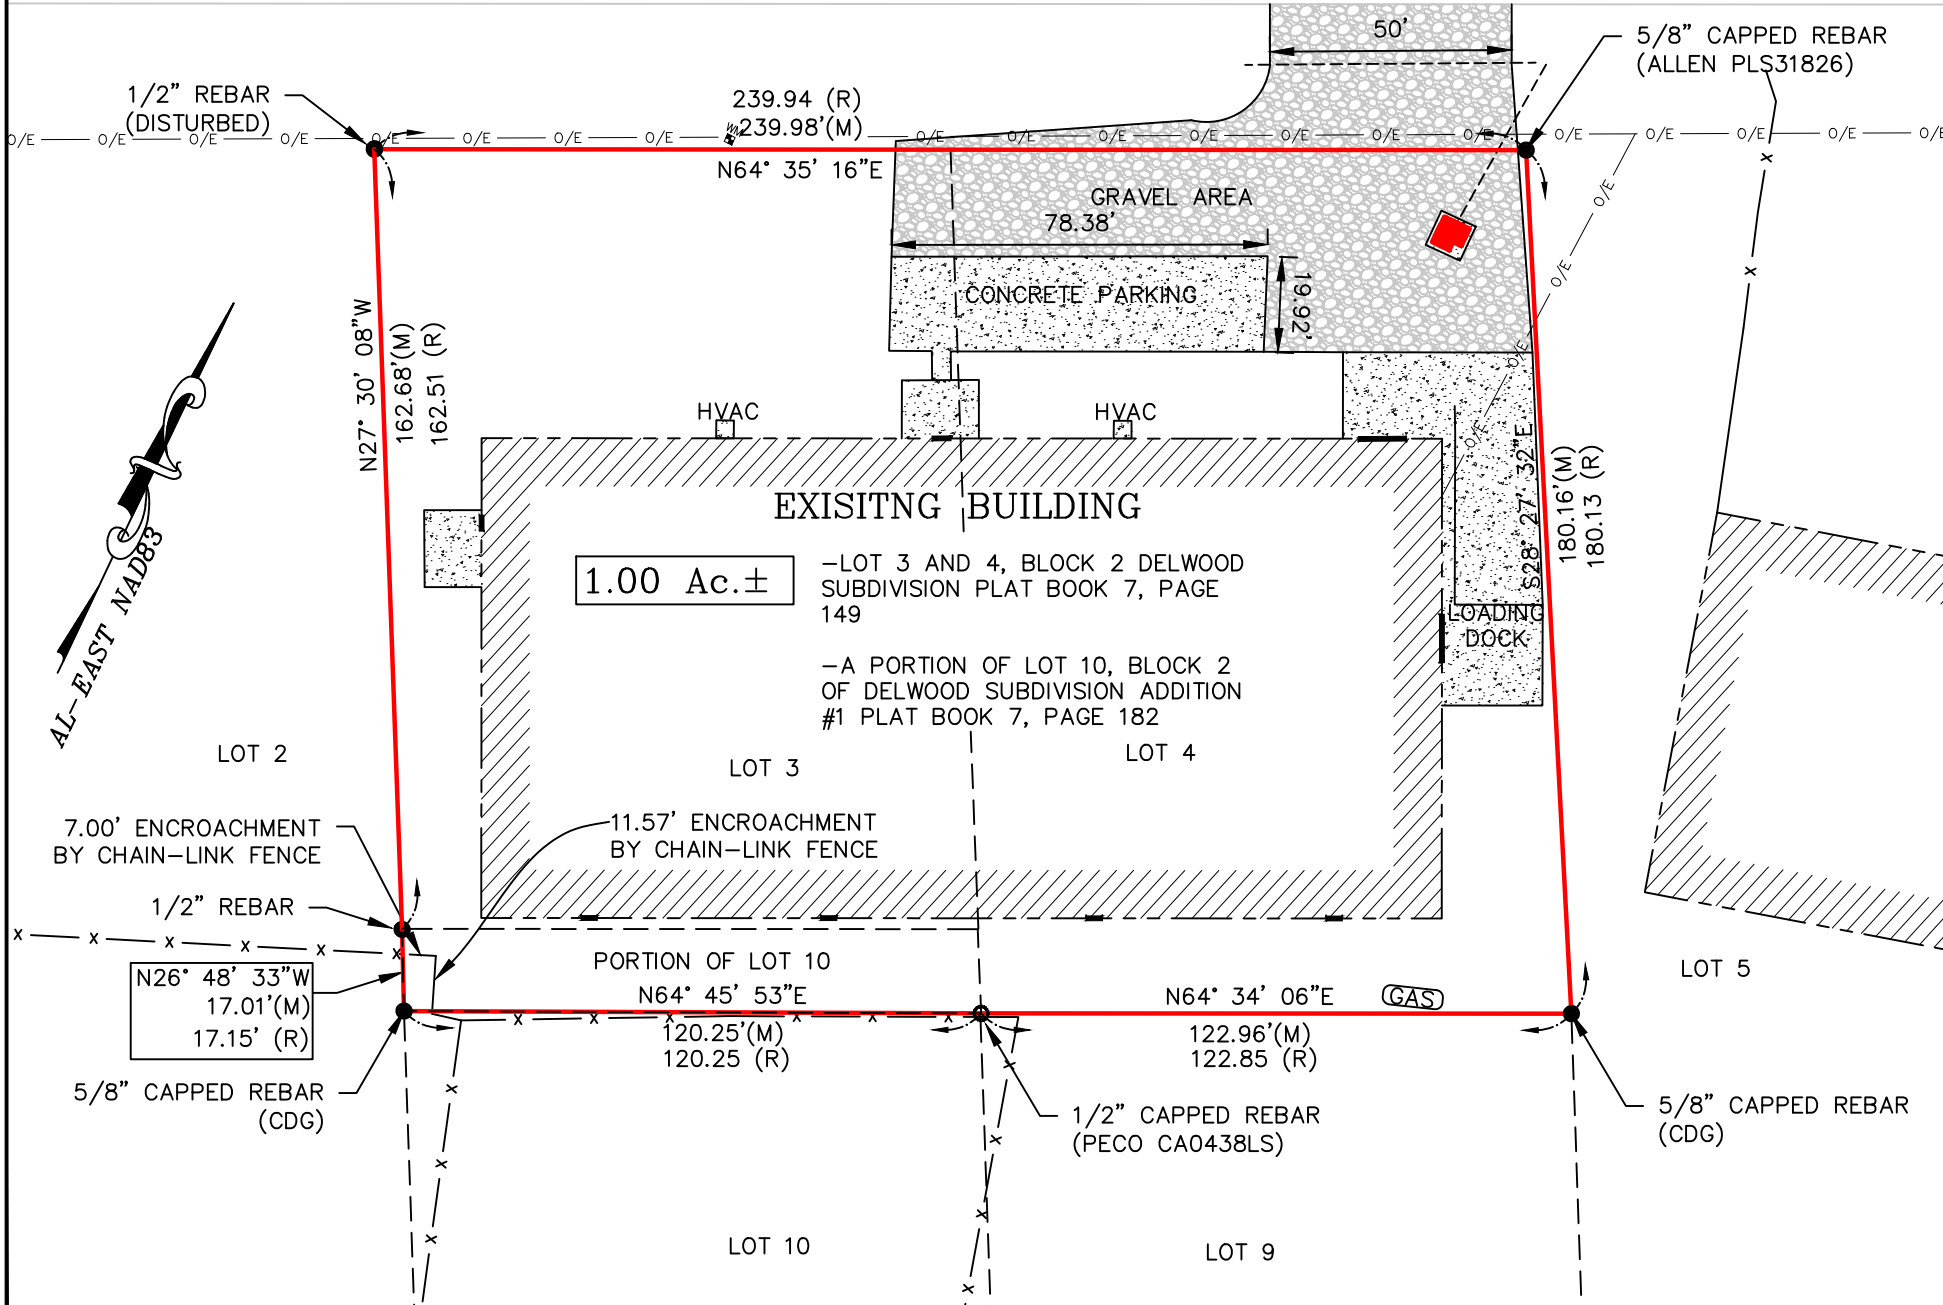 50'
5/8" CAPPED REBAR
(ALLEN PLS31826)
1/2" REBAR
(DISTURBED)
239.94 (R)
239.98'(M)
WM
O/E O/E O/E O/E O/E O/E O/E O/E O/E O/E O/E O/E O/E O/E O/E O/E O/E O/E O/E O/E O/E O/E
N64° 35' 16"E
GRAVEL AREA
78.38'
CONCRETE PARKING
19.92'
O/E
O/E
O/E
O/E
x
x
N27° 30' 08"W
162.68'(M)
162.51 (R)
HVAC
HVAC
S28° 27' 32"E
180.16'(M)
180.13 (R)
AL-EAST NAD83
EXISITNG BUILDING
1.00 Ac.±
-LOT 3 AND 4, BLOCK 2 DELWOOD
SUBDIVISION PLAT BOOK 7, PAGE
149
-A PORTION OF LOT 10, BLOCK 2
OF DELWOOD SUBDIVISION ADDITION
#1 PLAT BOOK 7, PAGE 182
LOADING
DOCK
LOT 2
LOT 3
LOT 4
7.00' ENCROACHMENT
BY CHAIN-LINK FENCE
11.57' ENCROACHMENT
BY CHAIN-LINK FENCE
1/2" REBAR
x x x x x x
PORTION OF LOT 10
LOT 5
N26° 48' 33"W
17.01'(M)
17.15' (R)
N64° 45' 53"E
N64° 34' 06"E
GAS
x x x x x x
120.25'(M)
120.25 (R)
122.96'(M)
122.85 (R)
5/8" CAPPED REBAR
(CDG)
1/2" CAPPED REBAR
(PECO CA0438LS)
5/8" CAPPED REBAR
(CDG)
x
x
x
x
x
x
x
LOT 10
LOT 9